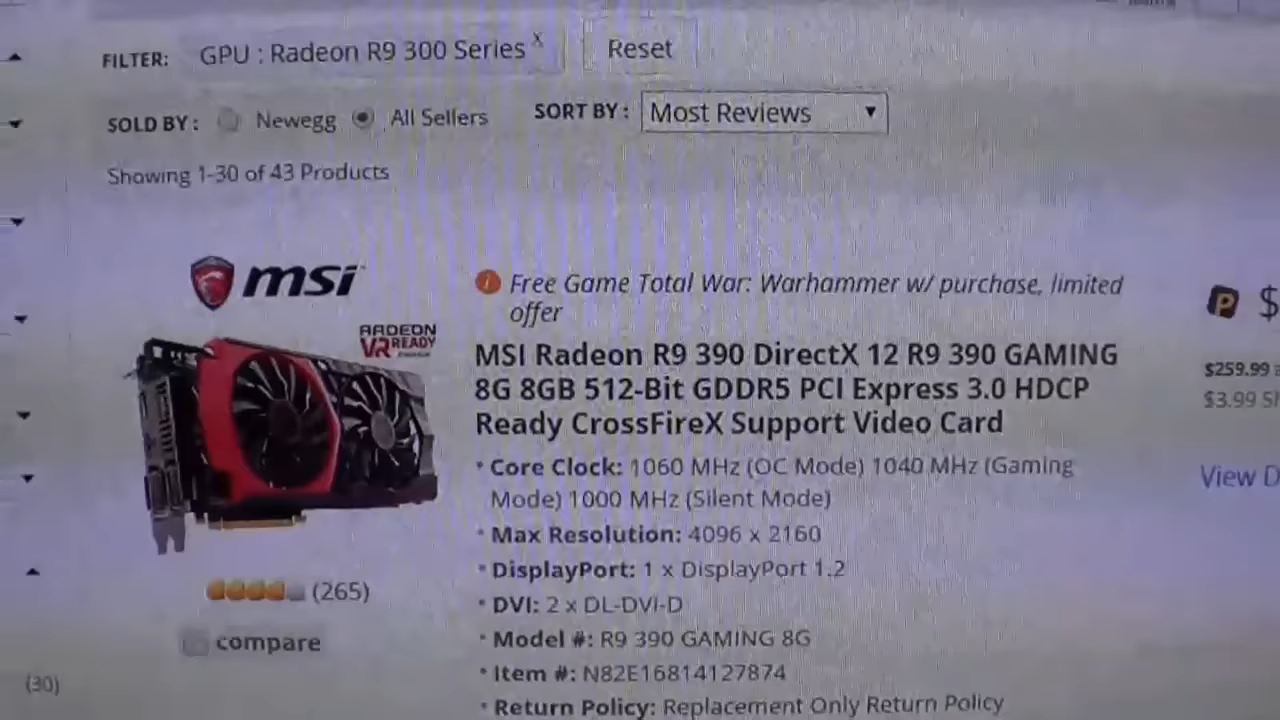 FILTER: GPU : Radeon R9 300 Series x Reset
SOLD BY : Newegg All Sellers SORT BY : Most Reviews
Showing 1-30 of 43 Products
msi
RADEON
VR READY
Free Game Total War: Warhammer w/ purchase, limited
offer
MSI Radeon R9 390 DirectX 12 R9 390 GAMING
8G 8GB 512-Bit GDDR5 PCI Express 3.0 HDCP
Ready CrossFireX Support Video Card
Core Clock: 1060 MHz (OC Mode) 1040 MHz (Gaming
Mode) 1000 MHz (Silent Mode)
Max Resolution: 4096 x 2160
DisplayPort: 1 x DisplayPort 1.2
DVI: 2 x DL-DVI-D
Model #: R9 390 GAMING 8G
Item #: N82E16814127874
Return Policy: Replacement Only Return Policy
(265)
compare
(30)
P $
$259.99
$3.99
View